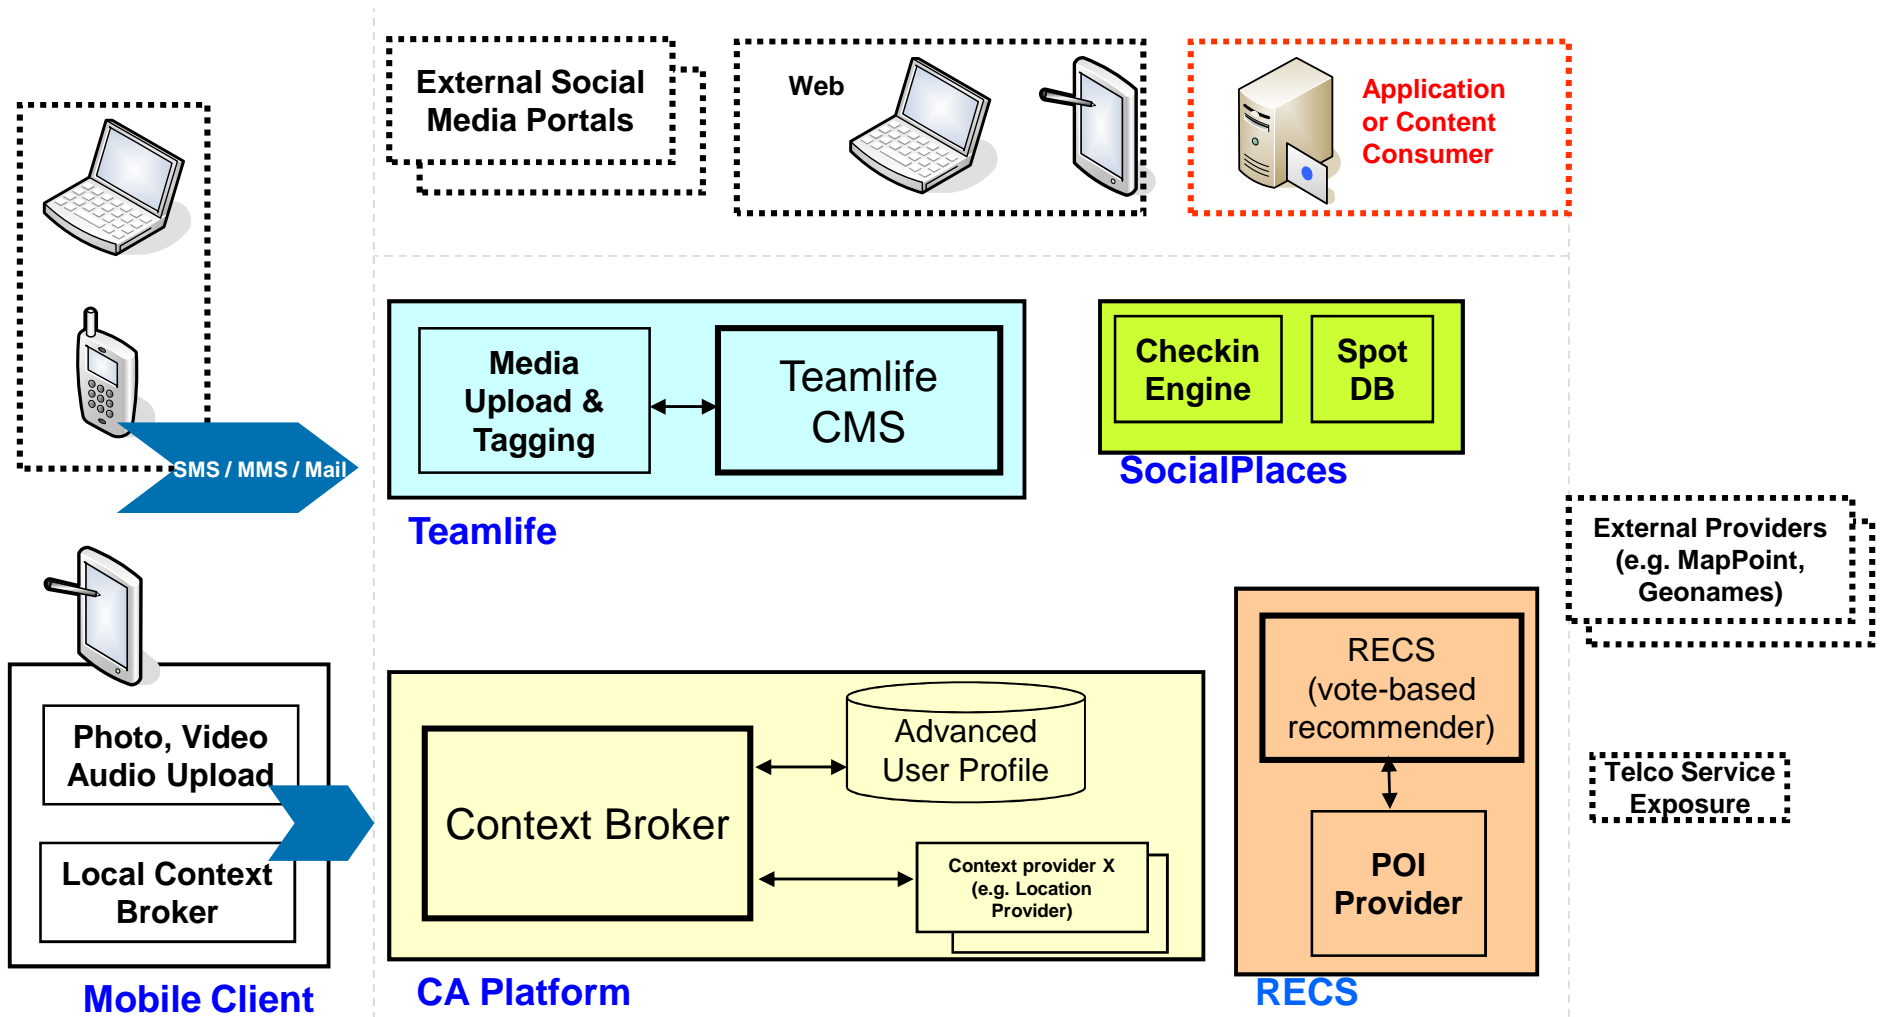 External Social
Media Portals
Web
Application
or Content
Consumer
SMS / MMS / Mail
Media
Upload &
Tagging
Teamlife
CMS
Teamlife
Checkin
Engine
Spot
DB
SocialPlaces
External Providers
(e.g. MapPoint,
Geonames)
Telco Service
Exposure
Photo, Video
Audio Upload
Local Context
Broker
Mobile Client
Context Broker
Advanced
User Profile
Context provider X
(e.g. Location
Provider)
CA Platform
RECS
(vote-based
recommender)
POI
Provider
RECS